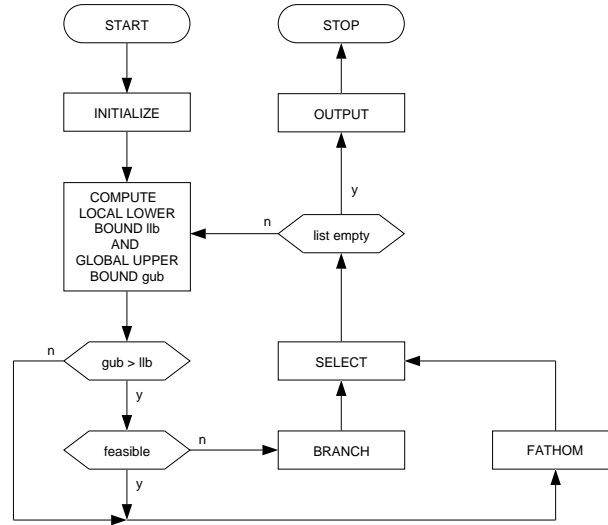 START
STOP
INITIALIZE
OUTPUT
y
COMPUTE
LOCAL LOWER
BOUND llb
AND
GLOBAL UPPER
BOUND gub
n
list empty
n
gub > llb
SELECT
y
feasible
n
BRANCH
FATHOM
y